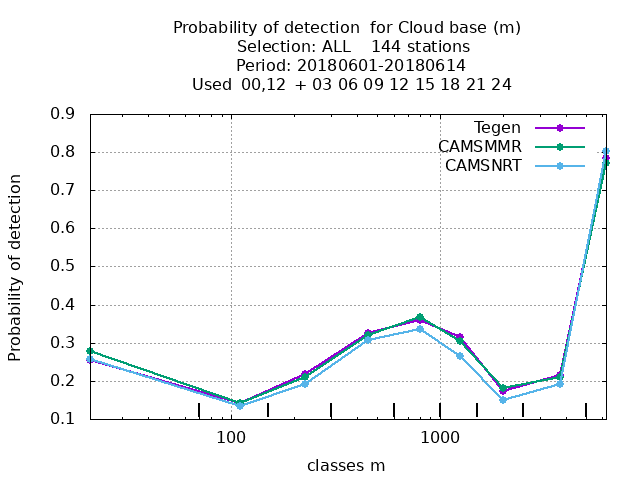 Probability of detection  for Cloud base (m)
Selection: ALL    144 stations
Period: 20180601-20180614
Used  00,12  + 03 06 09 12 15 18 21 24
Probability of detection
0.9
0.8
0.7
0.6
0.5
0.4
0.3
0.2
0.1
Tegen
CAMSMMR
CAMSNRT
100
1000
classes m